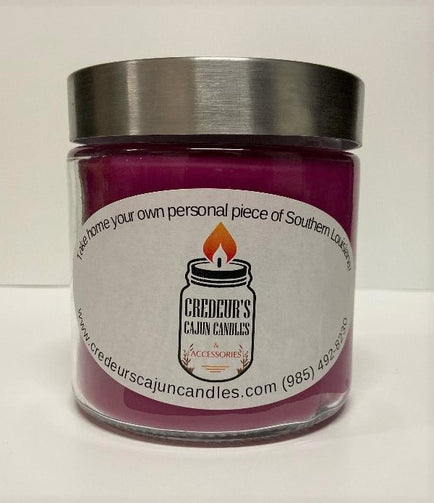 Take home your own personal piece of Southern Louisiana!
CREDEUR'S
CAJUN CANDLES
&
ACCESSORIES
www.credeurscajuncandles.com (985) 492-8230